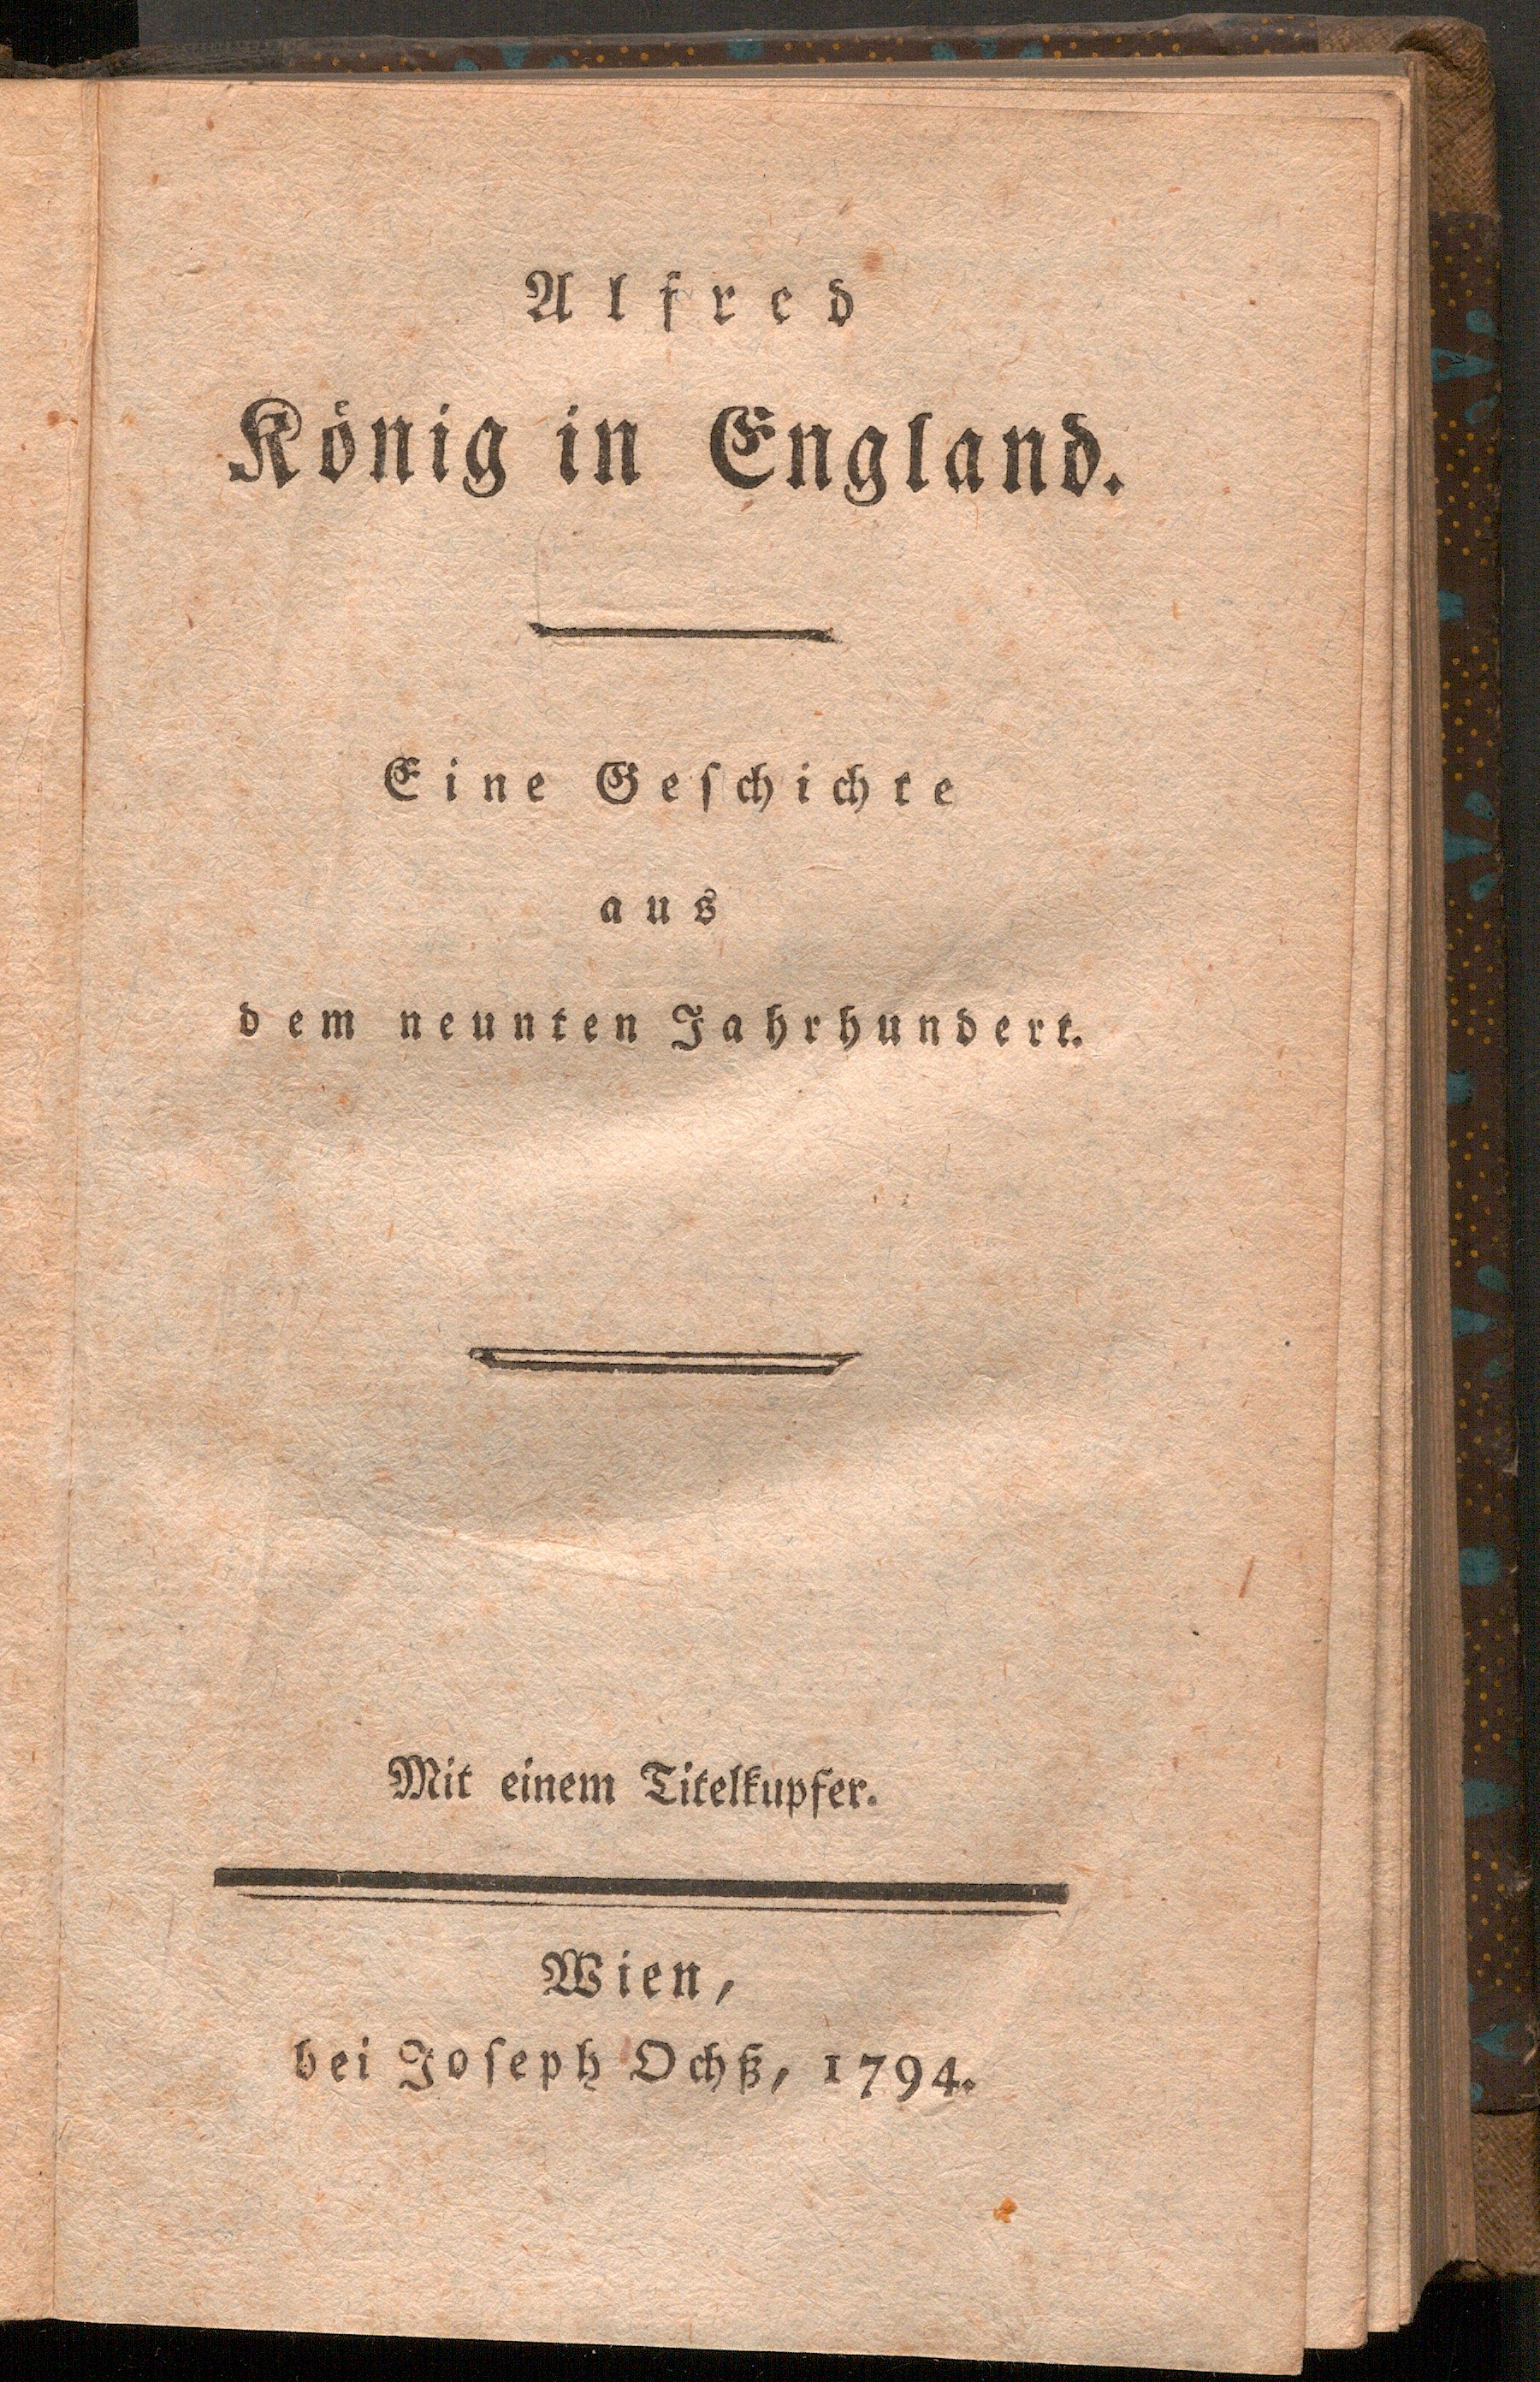 Alfred
König in England.
Eine Geſchichte
aus
dem neunten Jahrhundert.
Mit einem Titelkupfer.
Wien,
bei Joſeph Ochß, 1794.